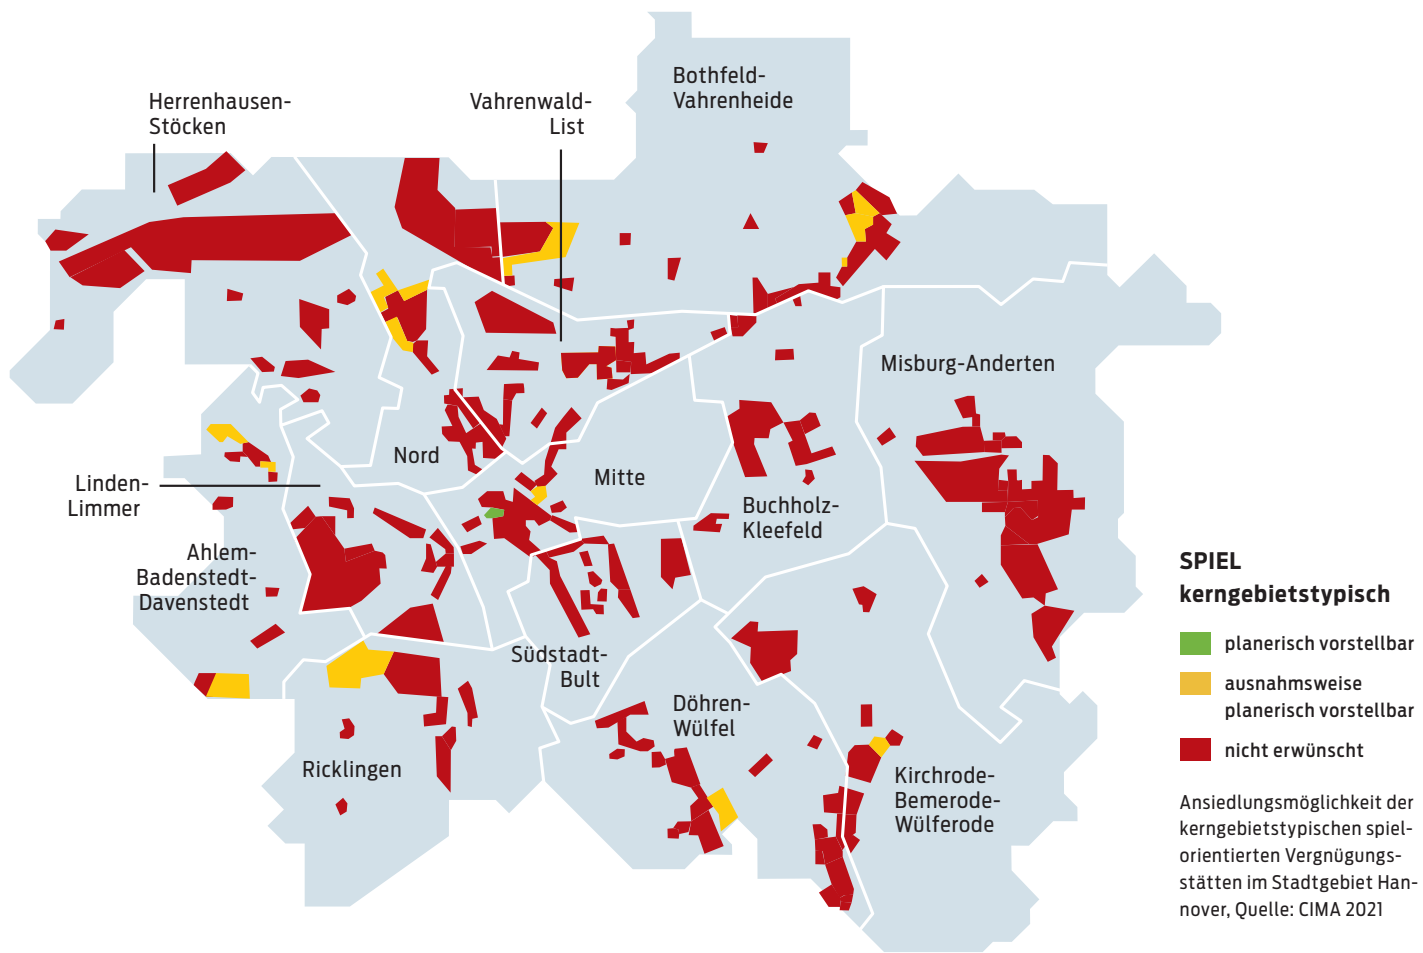 Bothfeld-
Vahrenheide
Herrenhausen-
Stöcken
Vahrenwald-
List
Misburg-Anderten
Nord
Mitte
Linden-
Limmer
Buchholz-
Kleefeld
Ahlem-
Badenstedt-
Davenstedt
Südstadt-
Bult
Döhren-
Wülfel
Ricklingen
Kirchrode-
Bemerode-
Wülferode
SPIEL
kerngebietstypisch
planerisch vorstellbar
ausnahmsweise
planerisch vorstellbar
nicht erwünscht
Ansiedlungsmöglichkeit der
kerngebietstypischen spiel-
orientierten Vergnügungs-
stätten im Stadtgebiet Han-
nover, Quelle: CIMA 2021